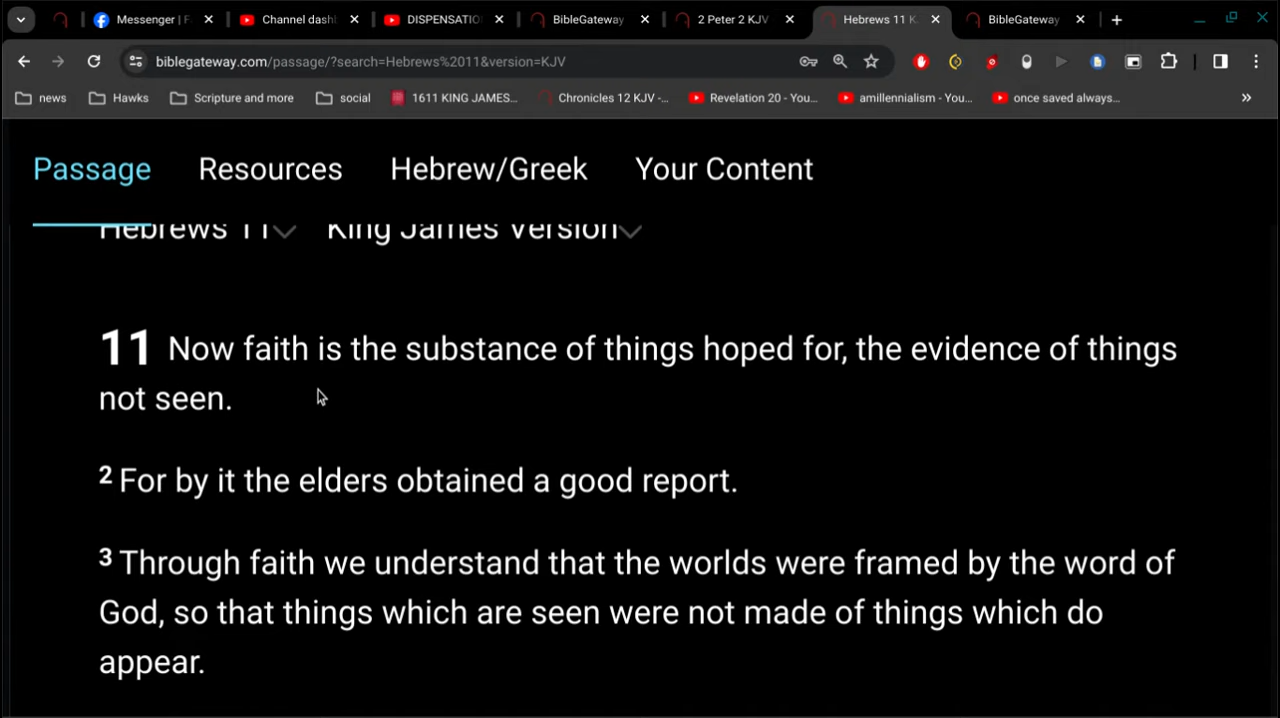 Messenger | F
Channel dashl
DISPENSATIO
BibleGateway
2 Peter 2 KJV
Hebrews 11 K
BibleGateway
biblegateway.com/passage/?search=Hebrews%2011&version=KJV
news
Hawks
Scripture and more
social
1611 KING JAMES...
Chronicles 12 KJV -...
Revelation 20 - You...
amillennialism - You...
once saved always...
Passage Resources Hebrew/Greek Your Content
Hebrews 11 King James Version
11 Now faith is the substance of things hoped for, the evidence of things
not seen.
2 For by it the elders obtained a good report.
3 Through faith we understand that the worlds were framed by the word of
God, so that things which are seen were not made of things which do
appear.